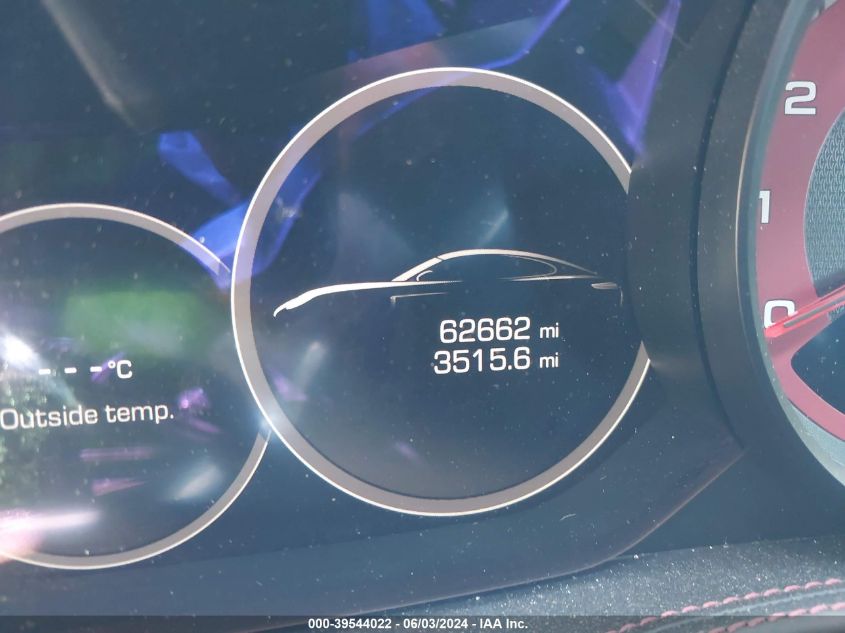 62662 mi
3515.6 mi
- - -°C
Outside temp.
2
1
0
000-39544022 - 06/03/2024 - IAA Inc.